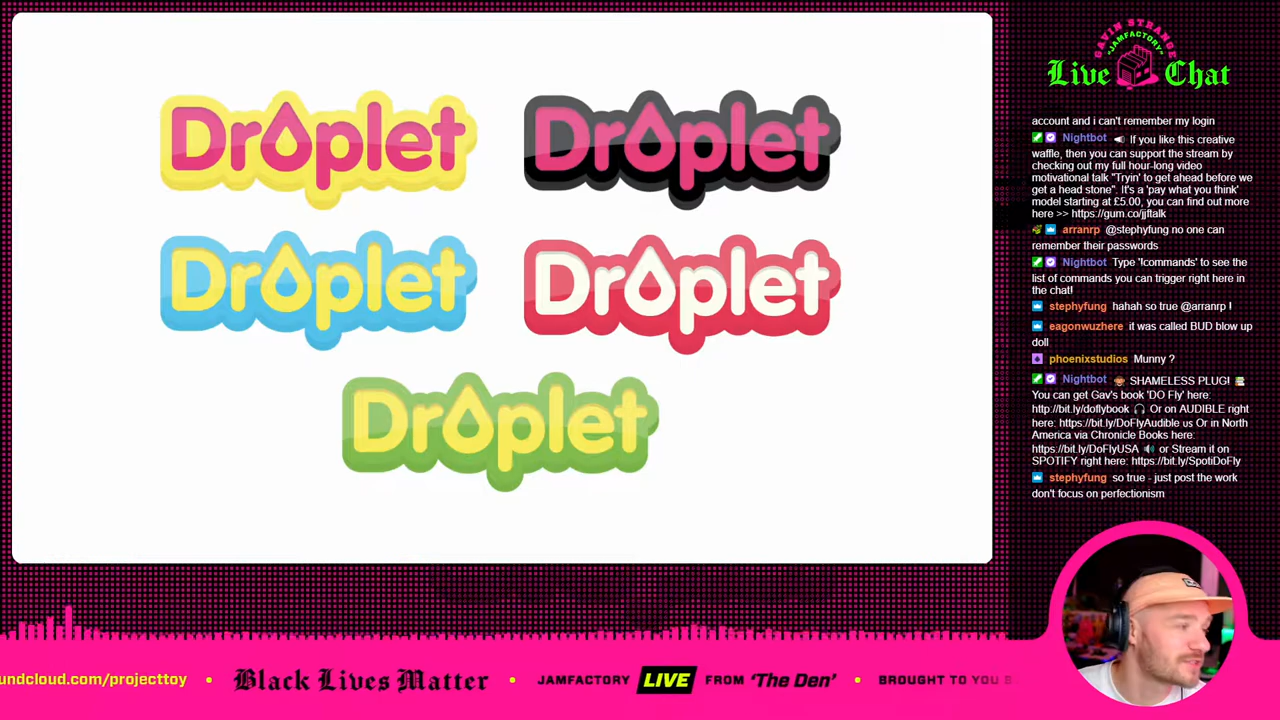 Droplet
Droplet
Droplet
Droplet
Droplet
GAVIN STRANGE
"JAMFACTORY"
Live Chat
account and i can't remember my login
Nightbot 📣 If you like this creative
waffle, then you can support the stream by
checking out my full hour-long video
motivational talk "Tryin' to get ahead before we
get a head stone". It's a 'pay what you think'
model starting at £5.00, you can find out more
here >> https://gum.co/jjftalk
arranrp @stephyfung no one can
remember their passwords
Nightbot Type '!commands' to see the
list of commands you can trigger right here in
the chat!
stephyfung hahah so true @arranrp !
eagonwuzhere it was called BUD blow up
doll
phoenixstudios Munny ?
Nightbot 🐵 SHAMELESS PLUG! 📚
You can get Gav's book 'DO Fly' here:
http://bit.ly/doflybook 🎧 Or on AUDIBLE right
here: https://bit.ly/DoFlyAudible us Or in North
America via Chronicle Books here:
https://bit.ly/DoFlyUSA 🔊 or Stream it on
SPOTIFY right here: https://bit.ly/SpotiDoFly
stephyfung so true - just post the work
don't focus on perfectionism
undcloud.com/projecttoy • Black Lives Matter • JAMFACTORY LIVE FROM 'The Den' • BROUGHT TO YOU B